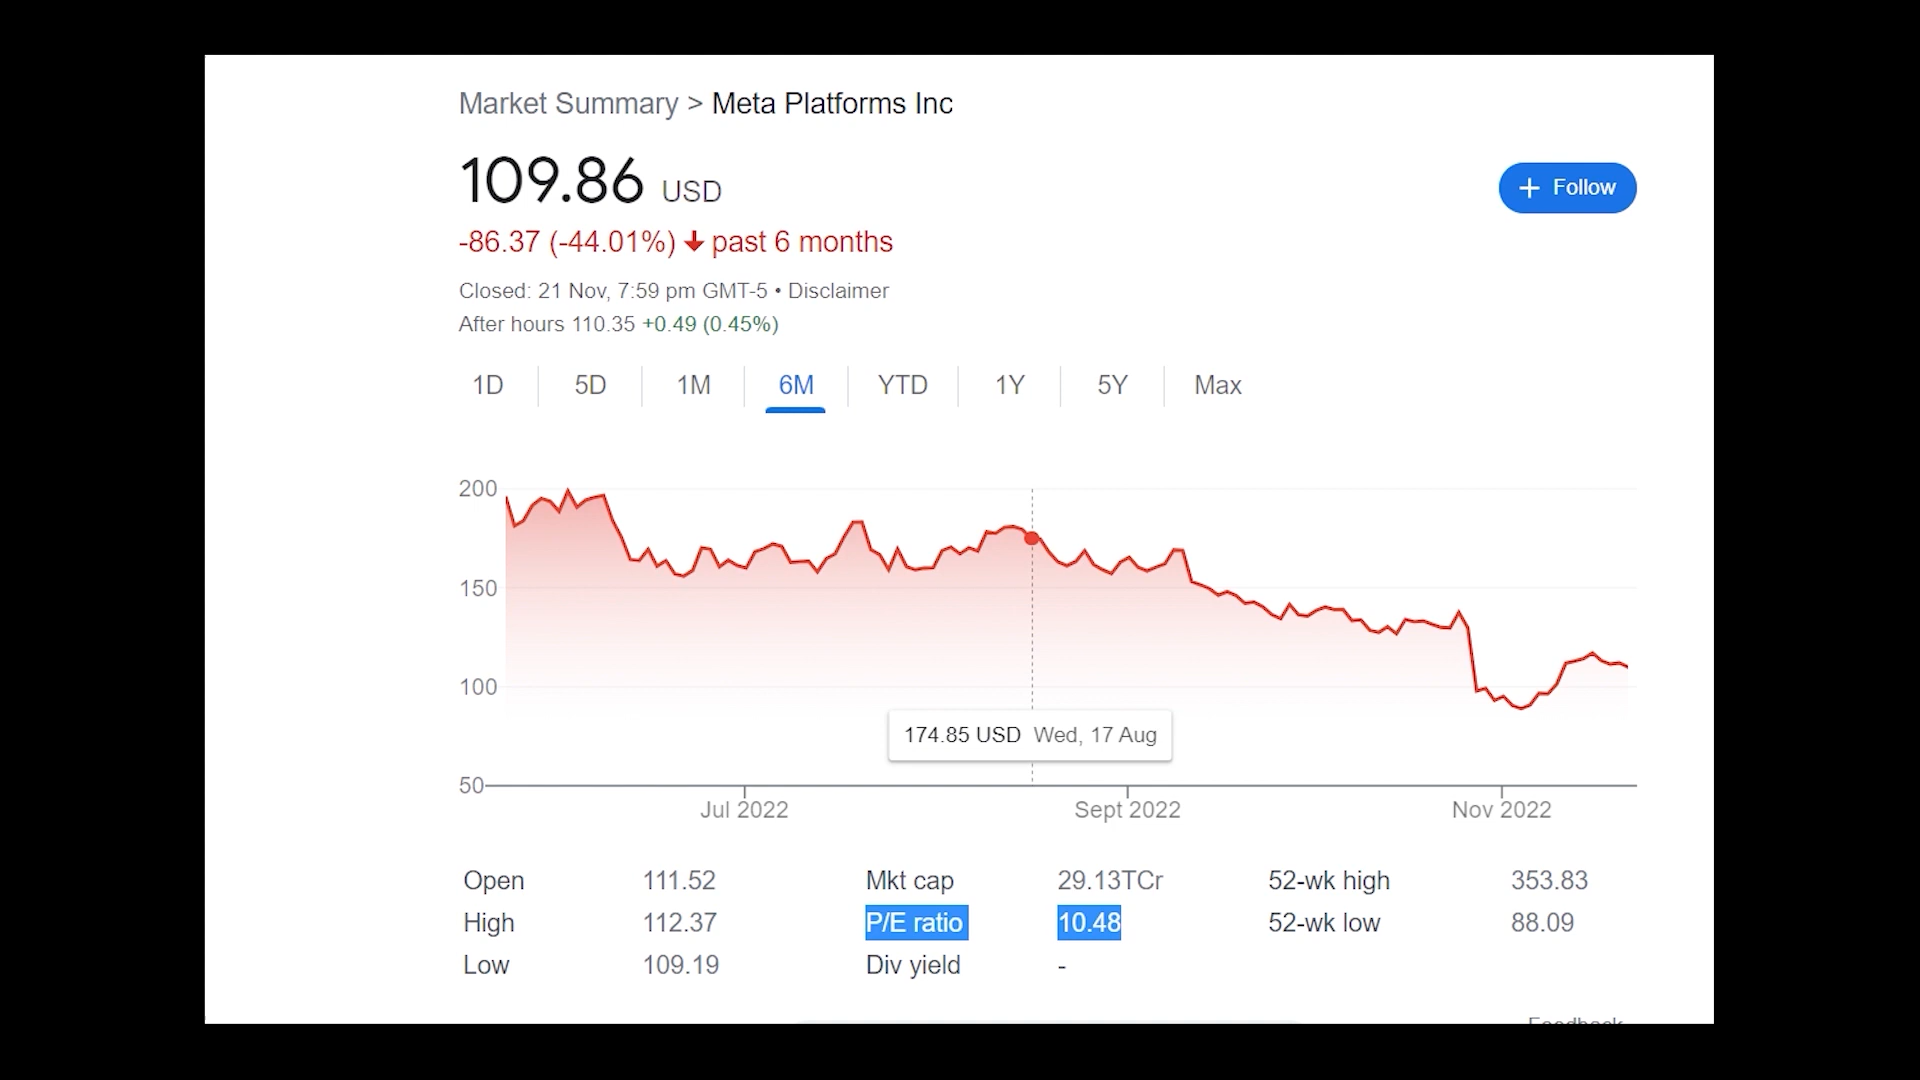 Market Summary > Meta Platforms Inc
109.86 USD
+ Follow
-86.37 (-44.01%) ↓ past 6 months
Closed: 21 Nov, 7:59 pm GMT-5 • Disclaimer
After hours 110.35 +0.49 (0.45%)
1D 5D 1M 6M YTD 1Y 5Y Max
200
150
100
174.85 USD Wed, 17 Aug
50
Jul 2022 Sept 2022 Nov 2022
Open 111.52 Mkt cap 29.13TCr 52-wk high 353.83
High 112.37 P/E ratio 10.48 52-wk low 88.09
Low 109.19 Div yield -
Feedback